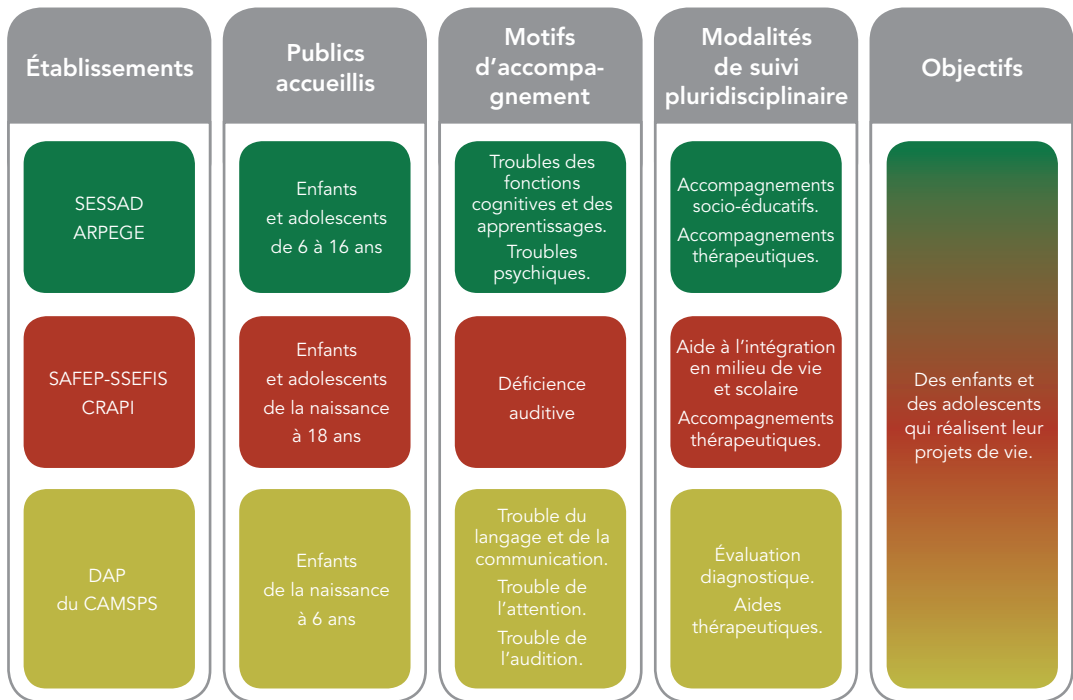 Établissements
Publics
accueillis
Motifs
d'accompa-
gnement
Modalités
de suivi
pluridisciplinaire
Objectifs
SESSAD
ARPEGE
Enfants
et adolescents
de 6 à 16 ans
Troubles des
fonctions
cognitives et des
apprentissages.
Troubles
psychiques.
Accompagnements
socio-éducatifs.
Accompagnements
thérapeutiques.
SAFEP-SSEFIS
CRAPI
Enfants
et adolescents
de la naissance
à 18 ans
Déficience
auditive
Aide à l'intégration
en milieu de vie
et scolaire
Accompagnements
thérapeutiques.
DAP
du CAMSPS
Enfants
de la naissance
à 6 ans
Trouble du
langage et de la
communication.
Trouble de
l'attention.
Trouble de
l'audition.
Évaluation
diagnostique.
Aides
thérapeutiques.
Des enfants et
des adolescents
qui réalisent leur
projets de vie.